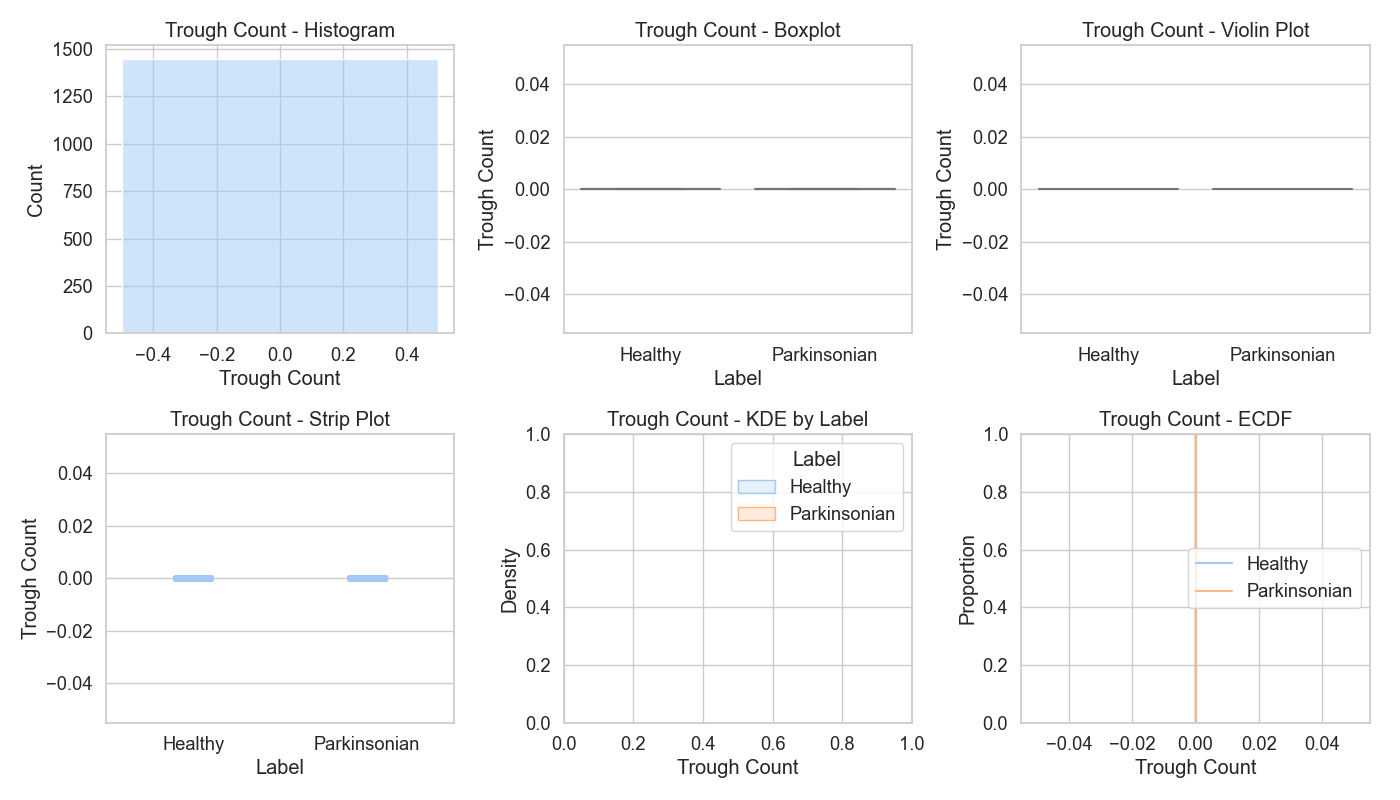 Trough Count - Histogram
1500
1250
1000
750
500
250
0
Count
−0.4 −0.2 0.0 0.2 0.4
Trough Count
Trough Count - Boxplot
0.04
0.02
0.00
−0.02
−0.04
Trough Count
Healthy Parkinsonian
Label
Trough Count - Violin Plot
0.04
0.02
0.00
−0.02
−0.04
Trough Count
Healthy Parkinsonian
Label
Trough Count - Strip Plot
0.04
0.02
0.00
−0.02
−0.04
Trough Count
Healthy Parkinsonian
Label
Trough Count - KDE by Label
1.0
0.8
0.6
0.4
0.2
0.0
Density
Label
Healthy
Parkinsonian
0.0 0.2 0.4 0.6 0.8 1.0
Trough Count
Trough Count - ECDF
1.0
0.8
0.6
0.4
0.2
0.0
Proportion
Healthy
Parkinsonian
−0.04 −0.02 0.00 0.02 0.04
Trough Count